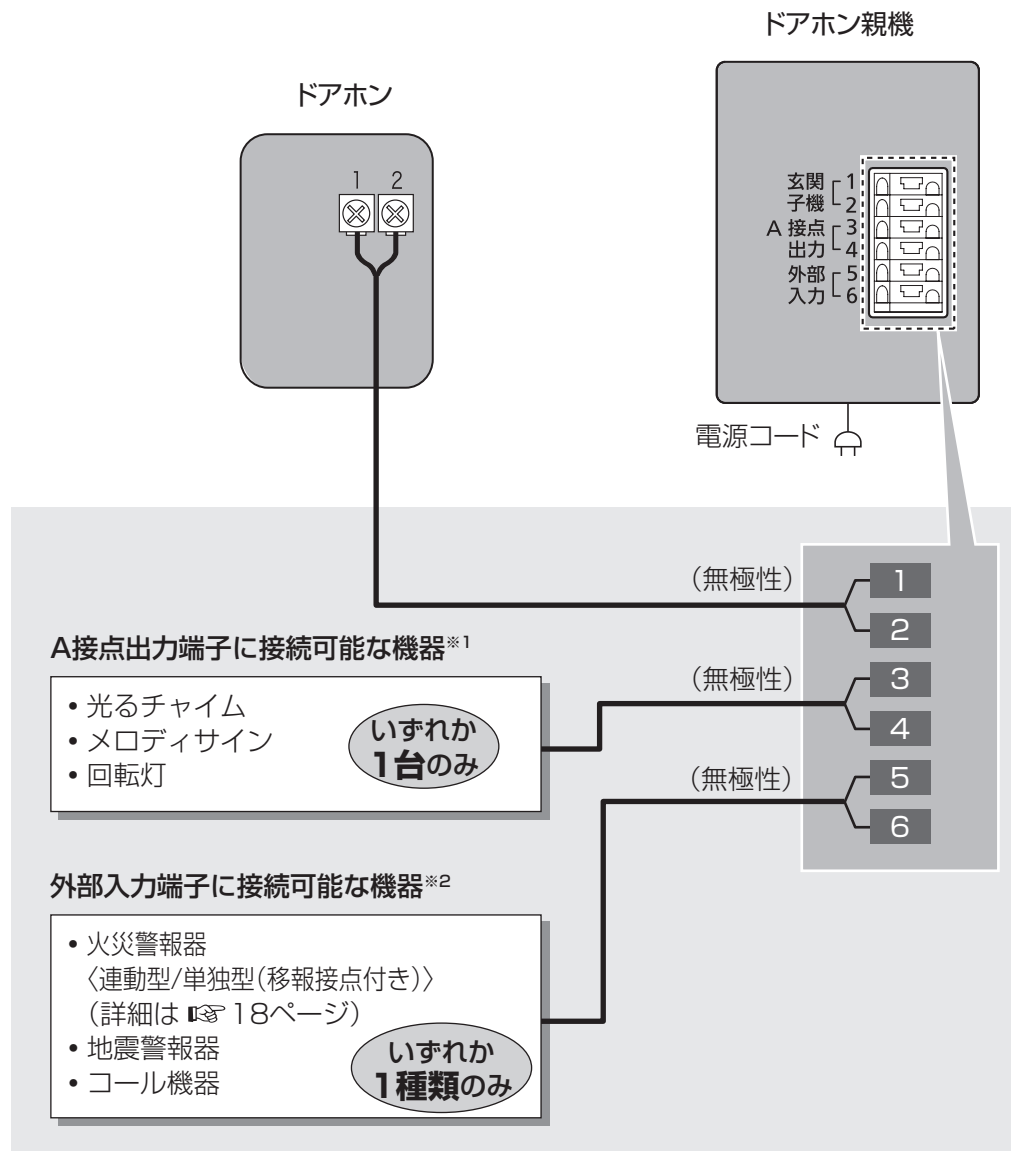 ドアホン親機
ドアホン
1 2
玄関 1
子機 2
A 接点 3
出力 4
外部 5
入力 6
電源コード
(無極性) 1
2
A接点出力端子に接続可能な機器※1
(無極性) 3
4
• 光るチャイム
• メロディサイン
• 回転灯
いずれか
1台のみ
(無極性) 5
6
外部入力端子に接続可能な機器※2
• 火災警報器
〈連動型/単独型(移報接点付き)〉
(詳細は ☞ 18ページ)
• 地震警報器
• コール機器
いずれか
1種類のみ